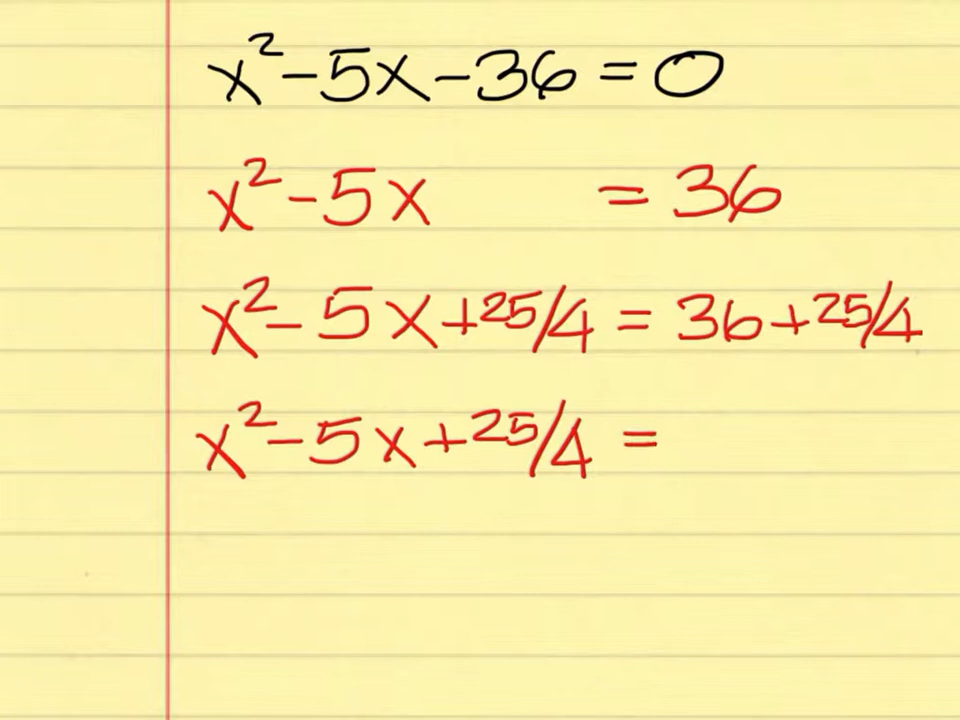 x² - 5x - 36 = 0
x² - 5x = 36
x² - 5x + 25/4 = 36 + 25/4
x² - 5x + 25/4 =